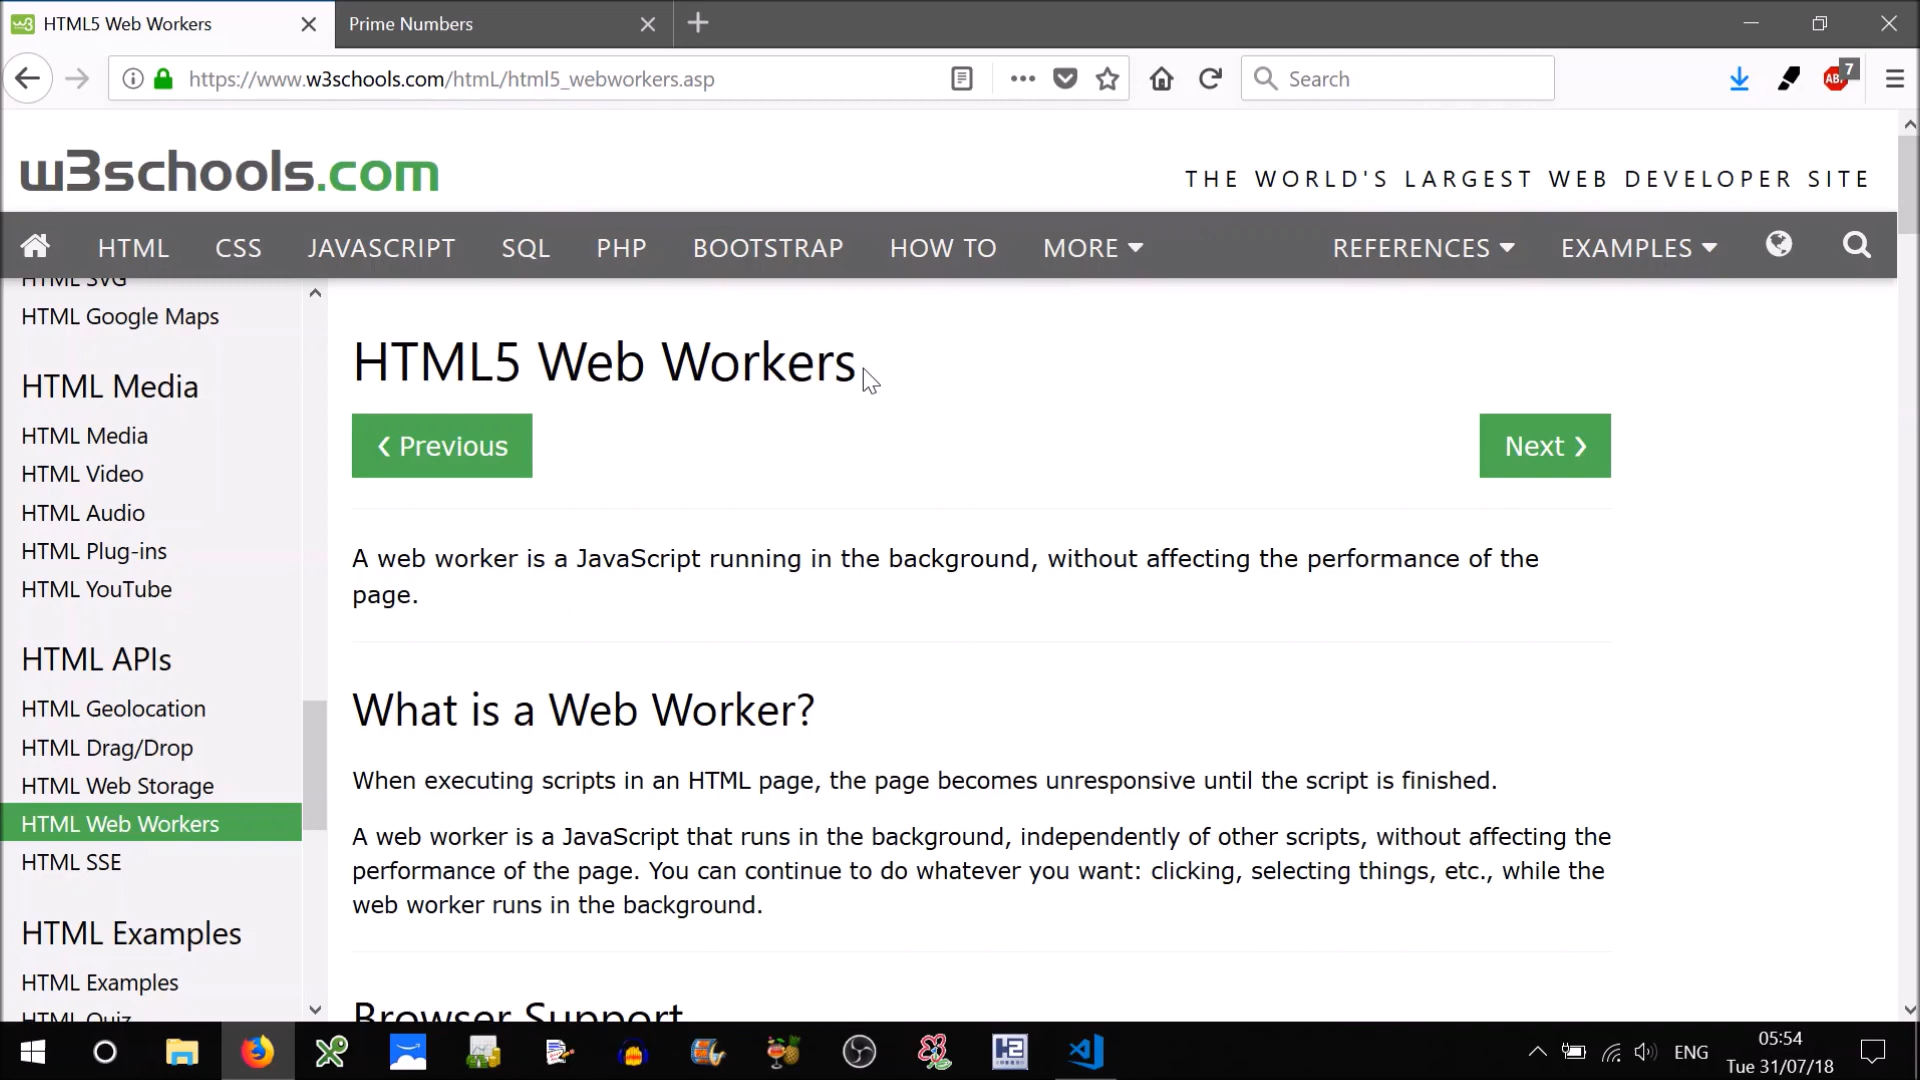 HTML5 Web Workers
Prime Numbers
https://www.w3schools.com/htmL/html5_webworkers.asp
Search
ABP
7
w3schools.com
THE WORLD'S LARGEST WEB DEVELOPER SITE
HTML CSS JAVASCRIPT SQL PHP BOOTSTRAP HOW TO MORE REFERENCES EXAMPLES
HTML SVG
HTML Google Maps
HTML Media
HTML Media
HTML Video
HTML Audio
HTML Plug-ins
HTML YouTube
HTML APIs
HTML Geolocation
HTML Drag/Drop
HTML Web Storage
HTML Web Workers
HTML SSE
HTML Examples
HTML Examples
HTML Quiz
HTML5 Web Workers
❮ Previous
Next ❯
A web worker is a JavaScript running in the background, without affecting the performance of the
page.
What is a Web Worker?
When executing scripts in an HTML page, the page becomes unresponsive until the script is finished.
A web worker is a JavaScript that runs in the background, independently of other scripts, without affecting the
performance of the page. You can continue to do whatever you want: clicking, selecting things, etc., while the
web worker runs in the background.
Browser Support
ENG
05:54
Tue 31/07/18